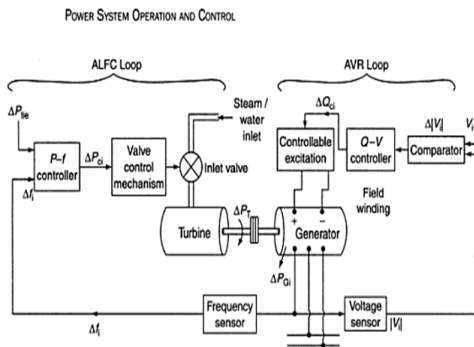 POWER SYSTEM OPERATION AND CONTROL
ALFC Loop
AVR Loop
ΔPtie
Steam /
water
inlet
ΔQci
Δ|Vi|
Vi
P–f
controller
ΔPci
Valve
control
mechanism
Inlet valve
Controllable
excitation
Q–V
controller
Comparator
Δfi
Field
winding
+
–
Turbine
ΔPT
Generator
ΔPGi
Frequency
sensor
Voltage
sensor
Δfi
|Vi|